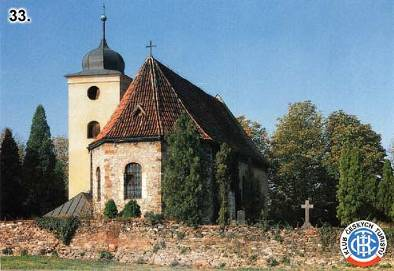 33.
KLUB ČESKÝCH TURISTŮ
KČT